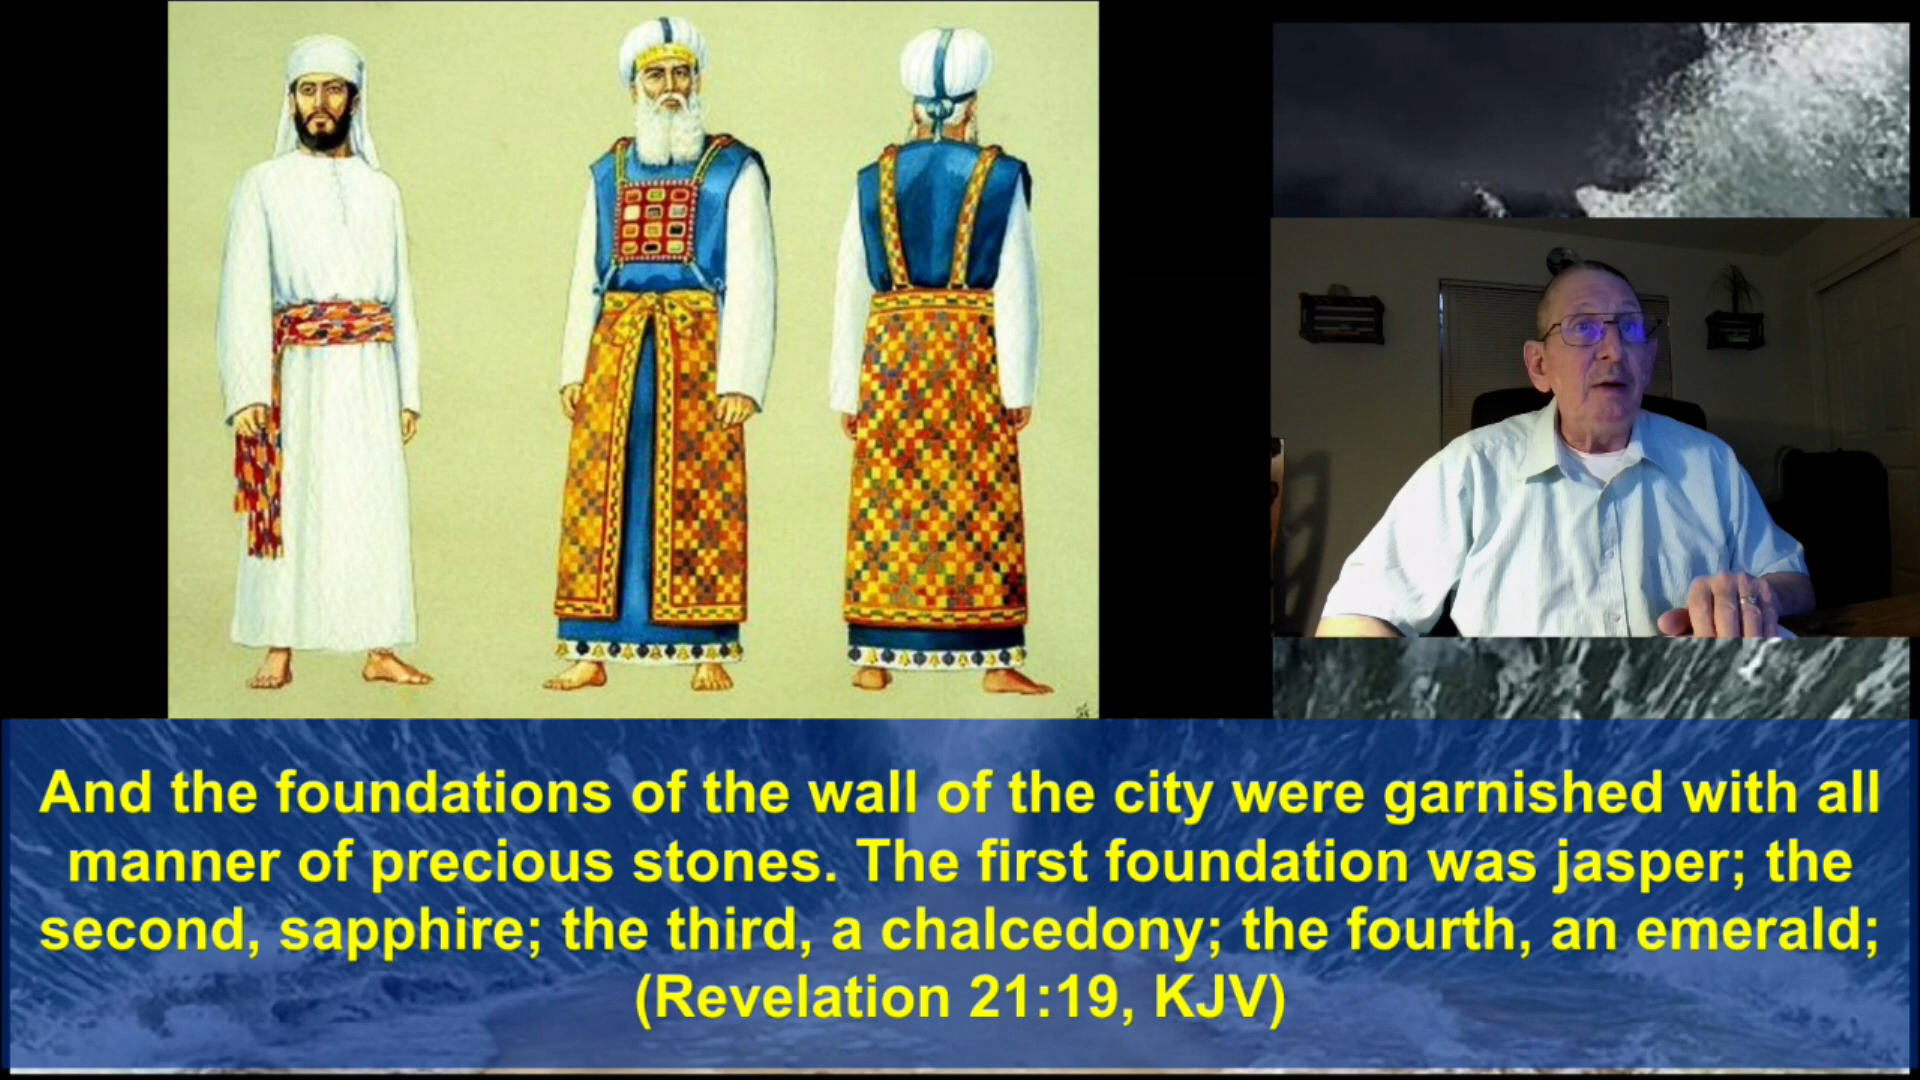 And the foundations of the wall of the city were garnished with all
manner of precious stones. The first foundation was jasper; the
second, sapphire; the third, a chalcedony; the fourth, an emerald;
(Revelation 21:19, KJV)